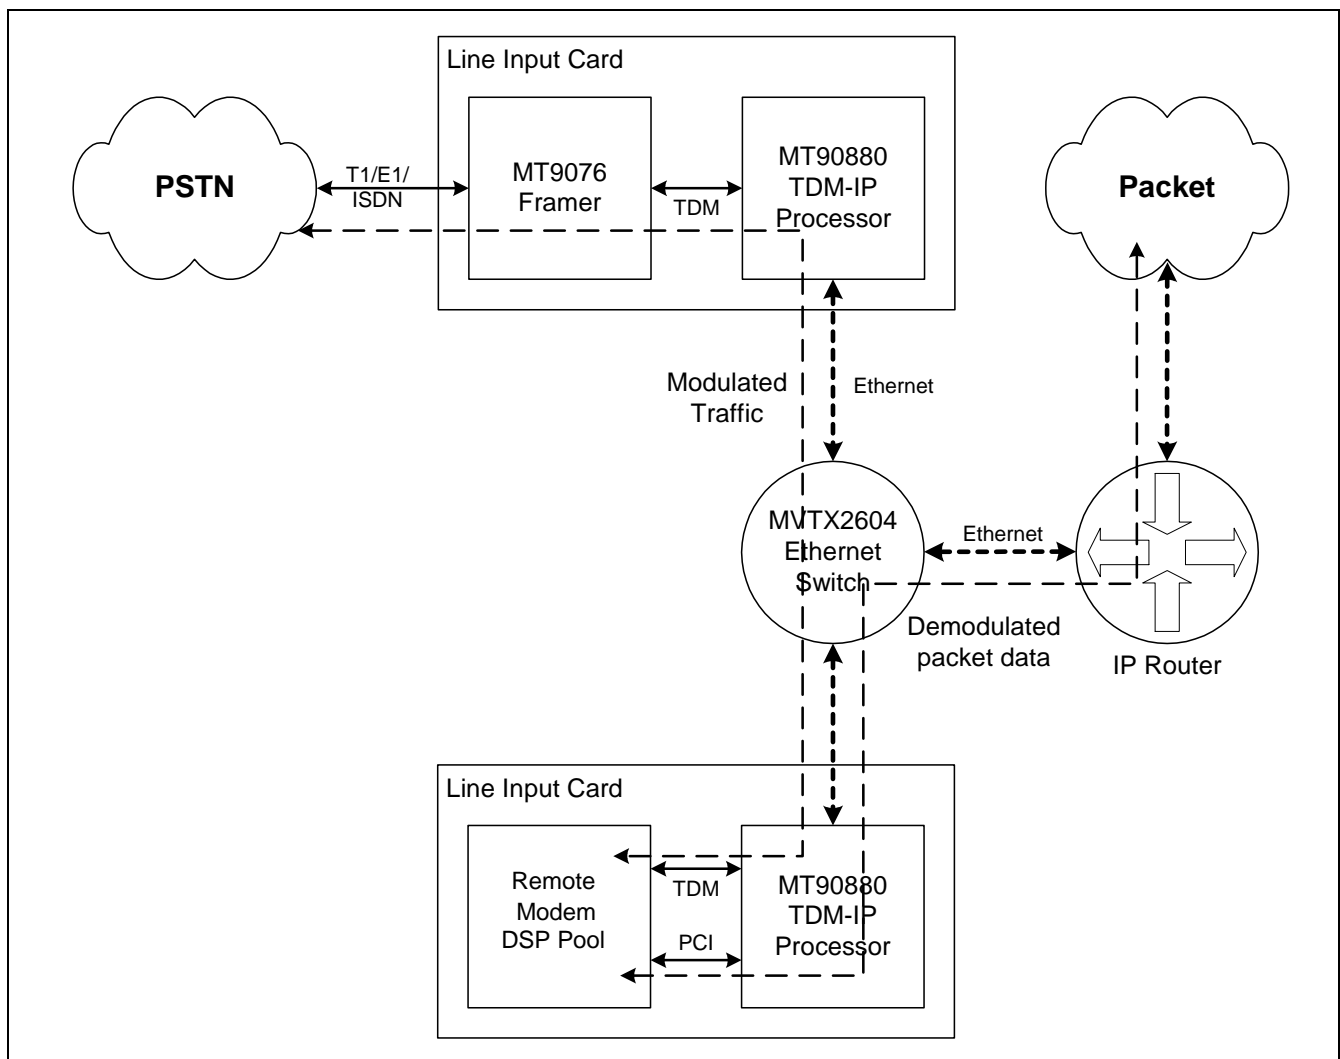 Line Input Card
PSTN
T1/E1/
ISDN
MT9076
Framer
TDM
MT90880
TDM-IP
Processor
Packet
Modulated
Traffic
Ethernet
MVTX2604
Ethernet
Switch
Ethernet
Demodulated
packet data
IP Router
Line Input Card
Remote
Modem
DSP Pool
TDM
PCI
MT90880
TDM-IP
Processor